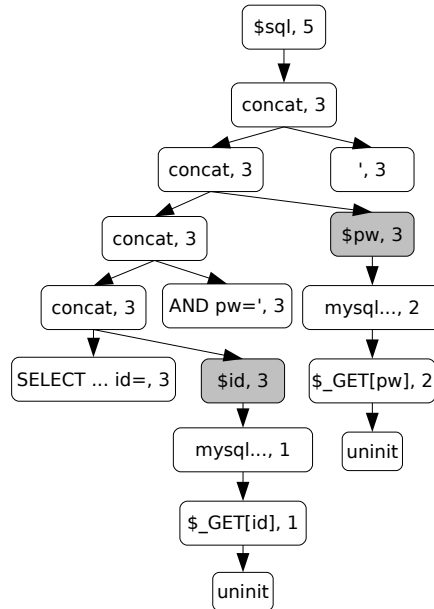 $sql, 5
concat, 3
concat, 3
', 3
concat, 3
$pw, 3
concat, 3
AND pw=', 3
mysql..., 2
SELECT ... id=, 3
$id, 3
$_GET[pw], 2
mysql..., 1
uninit
$_GET[id], 1
uninit